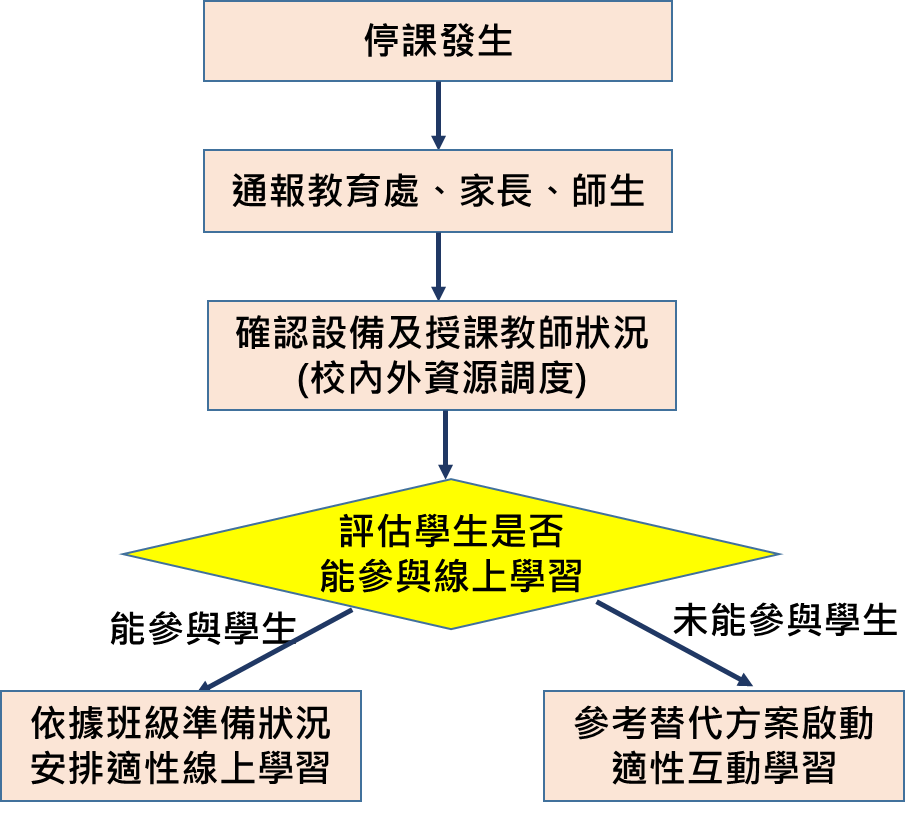 停課發生
通報教育處、家長、師生
確認設備及授課教師狀況
(校內外資源調度)
評估學生是否
能參與線上學習
能參與學生
未能參與學生
依據班級準備狀況
安排適性線上學習
參考替代方案啟動
適性互動學習